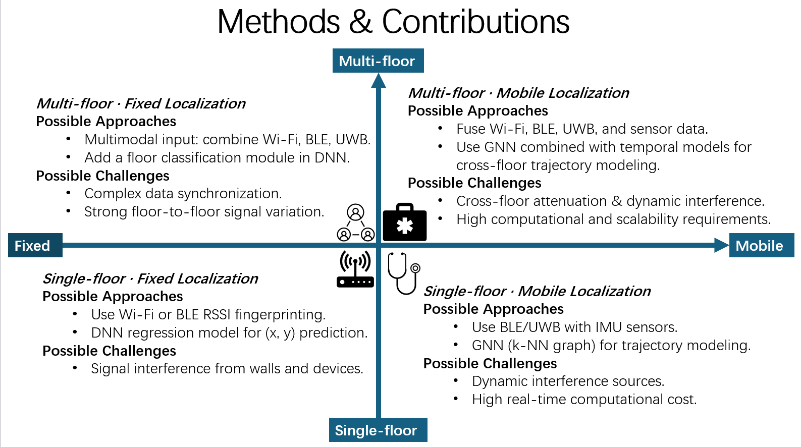 Methods & Contributions
Multi-floor
Multi-floor · Fixed Localization
Possible Approaches
• Multimodal input: combine Wi-Fi, BLE, UWB.
• Add a floor classification module in DNN.
Possible Challenges
• Complex data synchronization.
• Strong floor-to-floor signal variation.
Multi-floor · Mobile Localization
Possible Approaches
• Fuse Wi-Fi, BLE, UWB, and sensor data.
• Use GNN combined with temporal models for
cross-floor trajectory modeling.
Possible Challenges
• Cross-floor attenuation & dynamic interference.
• High computational and scalability requirements.
Fixed
Mobile
Single-floor · Fixed Localization
Possible Approaches
• Use Wi-Fi or BLE RSSI fingerprinting.
• DNN regression model for (x, y) prediction.
Possible Challenges
• Signal interference from walls and devices.
Single-floor · Mobile Localization
Possible Approaches
• Use BLE/UWB with IMU sensors.
• GNN (k-NN graph) for trajectory modeling.
Possible Challenges
• Dynamic interference sources.
• High real-time computational cost.
Single-floor